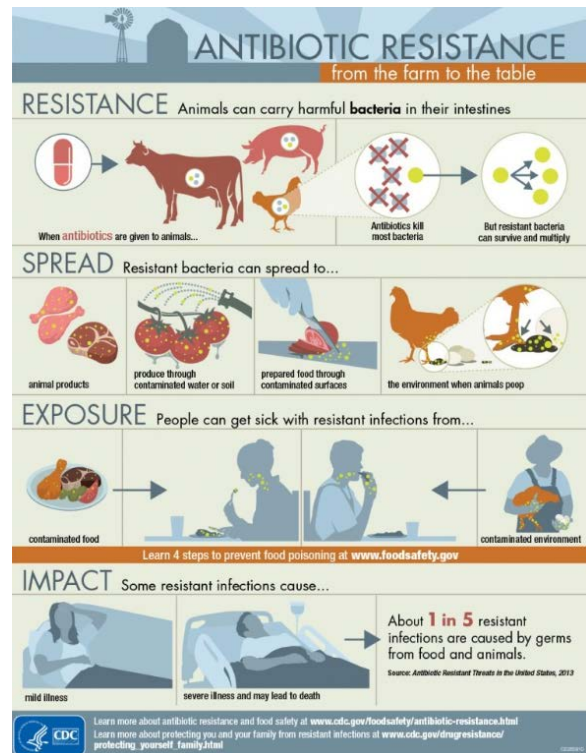 ANTIBIOTIC RESISTANCE
from the farm to the table
RESISTANCE Animals can carry harmful bacteria in their intestines
When antibiotics are given to animals...
Antibiotics kill
most bacteria
But resistant bacteria
can survive and multiply
SPREAD Resistant bacteria can spread to...
animal products
produce through
contaminated water or soil
prepared food through
contaminated surfaces
the environment when animals poop
EXPOSURE People can get sick with resistant infections from...
contaminated food
contaminated environment
Learn 4 steps to prevent food poisoning at www.foodsafety.gov
IMPACT Some resistant infections cause...
mild illness
severe illness and may lead to death
About 1 in 5 resistant
infections are caused by germs
from food and animals.
Source: Antibiotic Resistant Threats in the United States, 2013
CDC
Learn more about antibiotic resistance and food safety at www.cdc.gov/foodsafety/antibiotic-resistance.html
Learn more about protecting you and your family from resistant infections at www.cdc.gov/drugresistance/
protecting_yourself_family.html